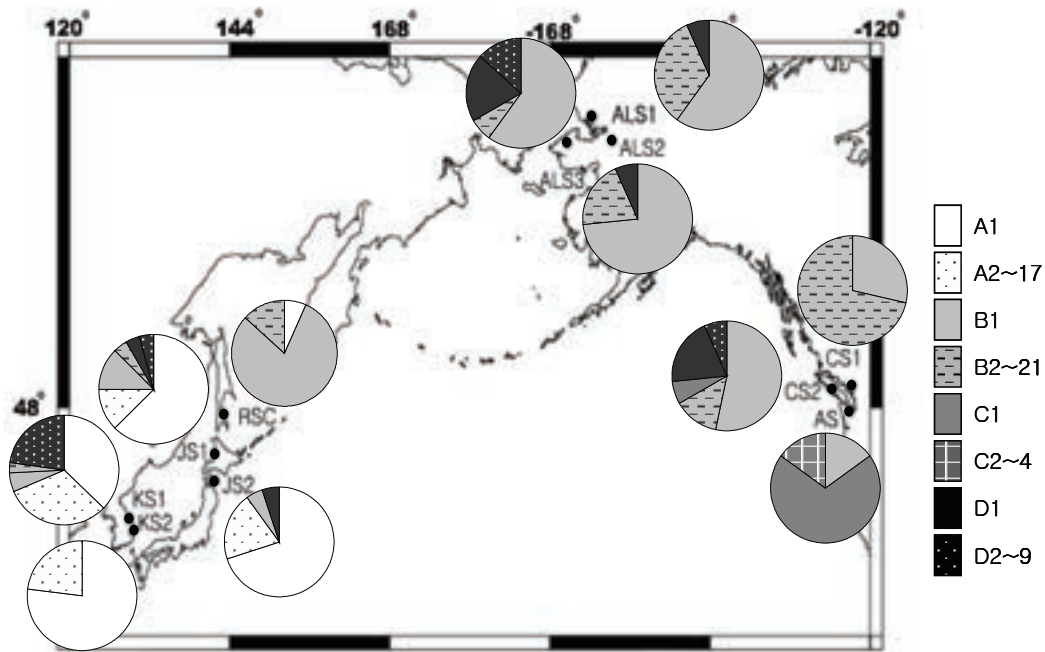 120°
144°
168°
-168°
-120°
ALS1
ALS2
ALS3
CS1
CS2
AS
48°
RSC
JS1
JS2
KS1
KS2
A1
A2~17
B1
B2~21
C1
C2~4
D1
D2~9